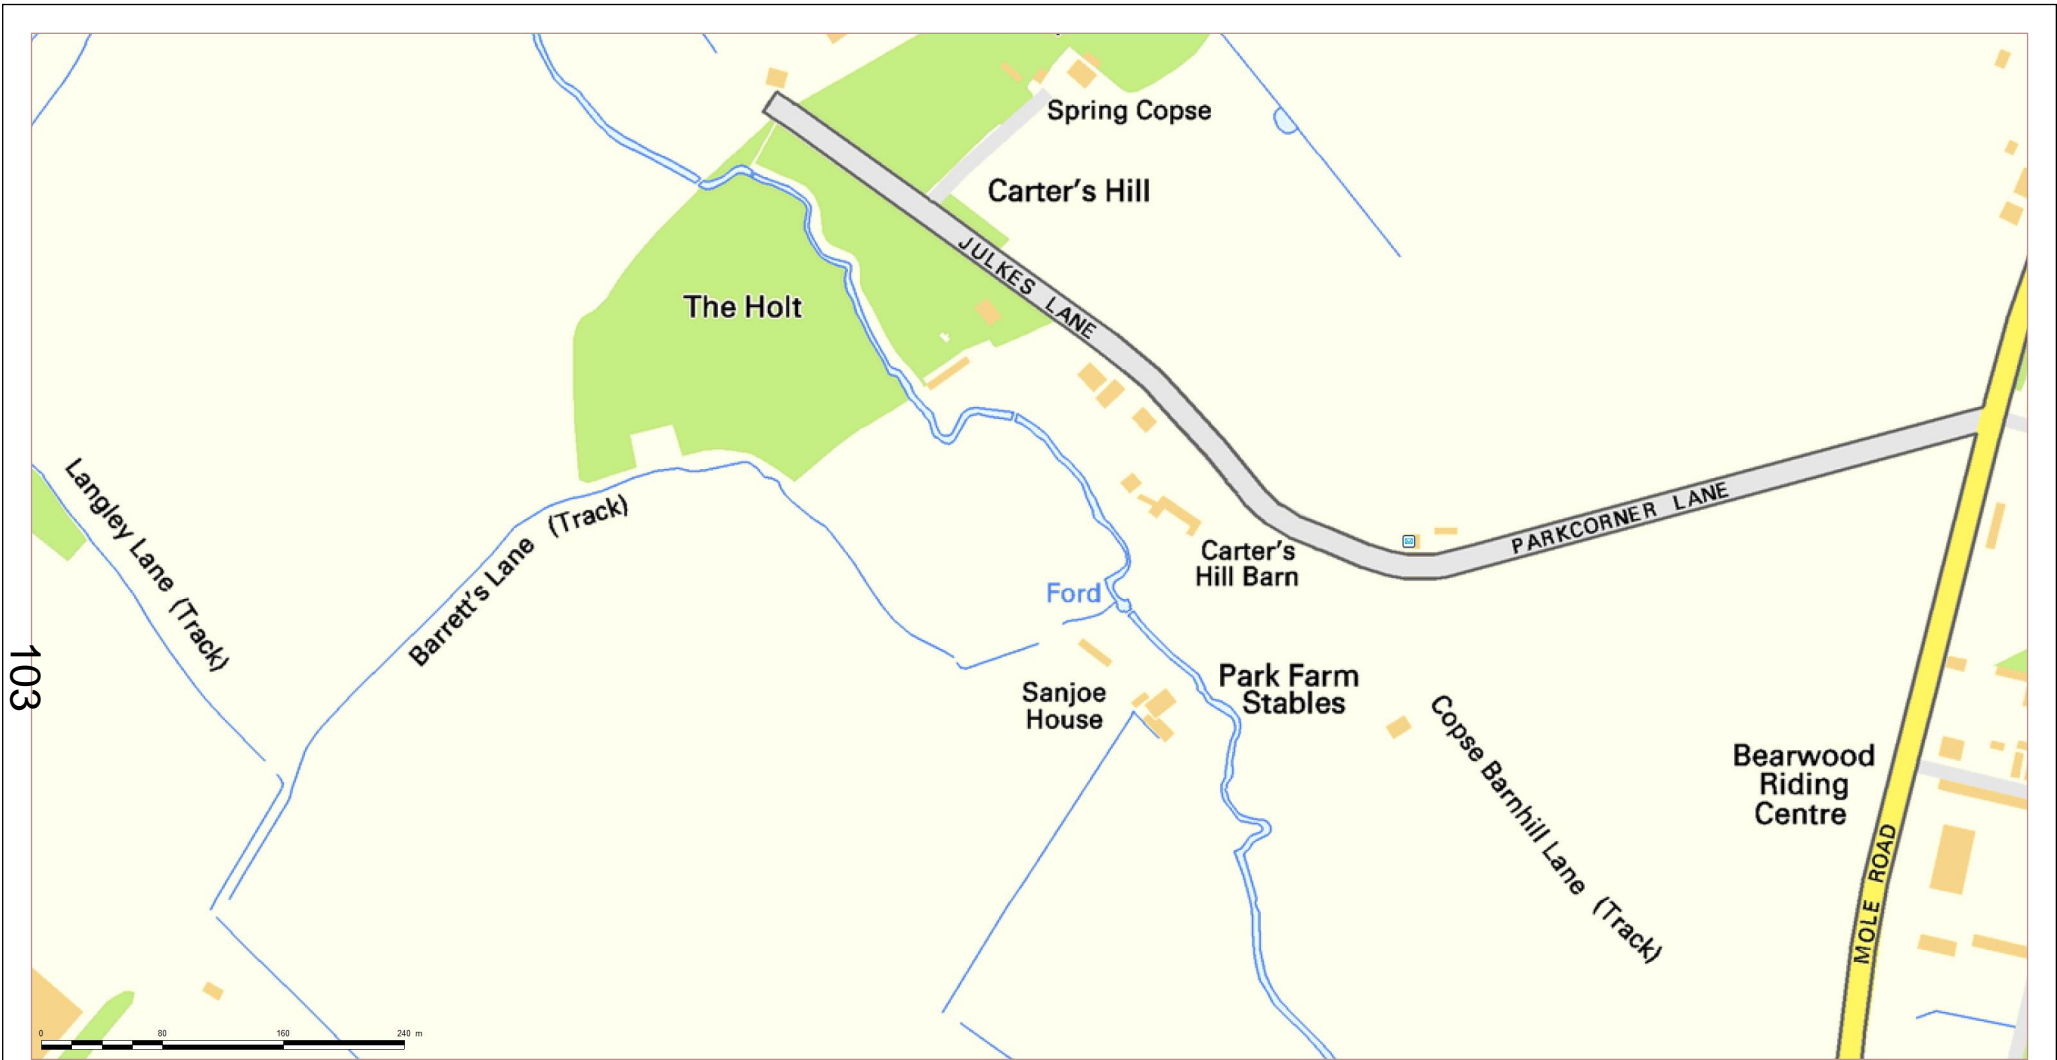 Spring Copse
Carter's Hill
JULKES LANE
The Holt
Langley Lane (Track)
Barrett's Lane (Track)
PARKCORNER LANE
Carter's
Hill Barn
Ford
103
Sanjoe
House
Park Farm
Stables
Copse Barnhill Lane (Track)
Bearwood
Riding
Centre
MOLE ROAD
0 80 160 240 m